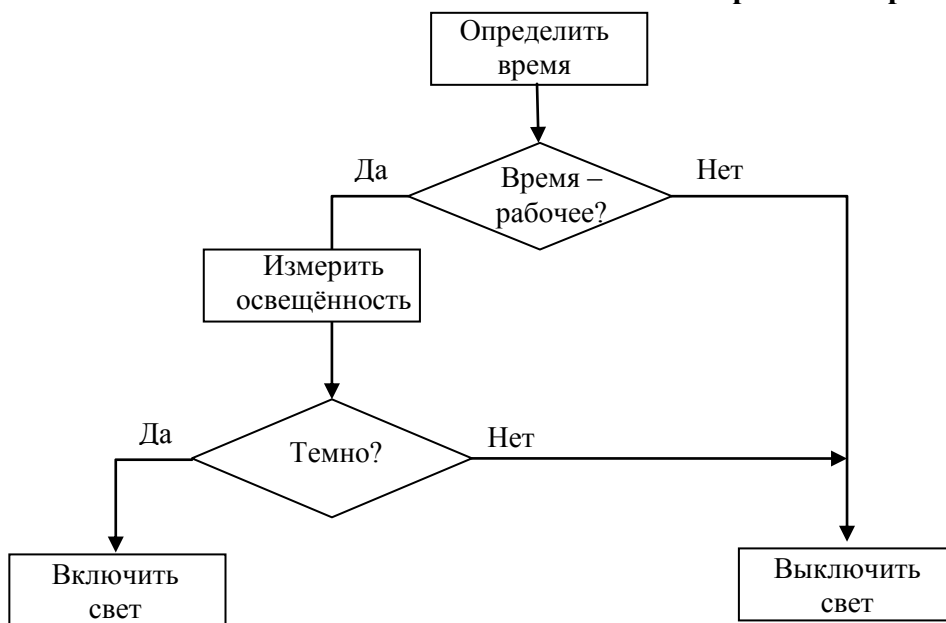 Определить
время
Да
Время –
рабочее?
Нет
Измерить
освещённость
Да
Темно?
Нет
Включить
свет
Выключить
свет